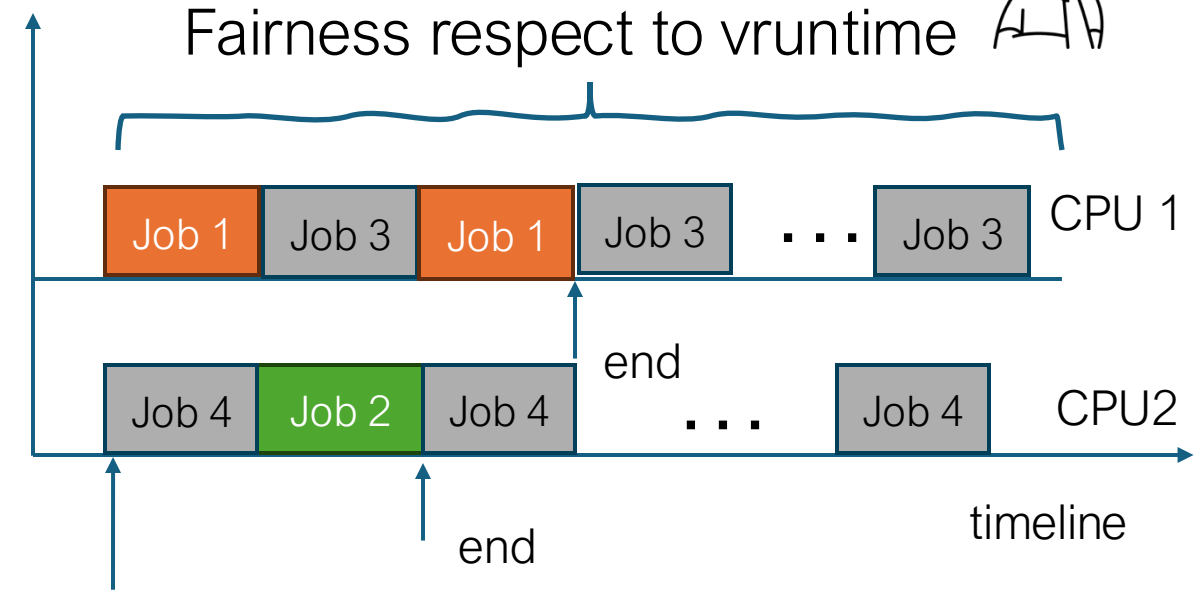 Fairness respect to vruntime
Job 1 Job 3 Job 1 Job 3 ... Job 3 CPU 1
end
Job 4 Job 2 Job 4 ... Job 4 CPU2
end
timeline